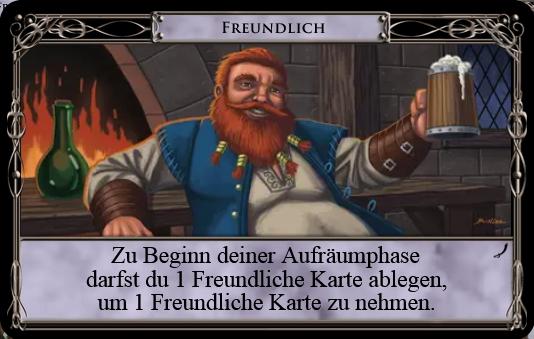 Freundlich
Zu Beginn deiner Aufräumphase
darfst du 1 Freundliche Karte ablegen,
um 1 Freundliche Karte zu nehmen.